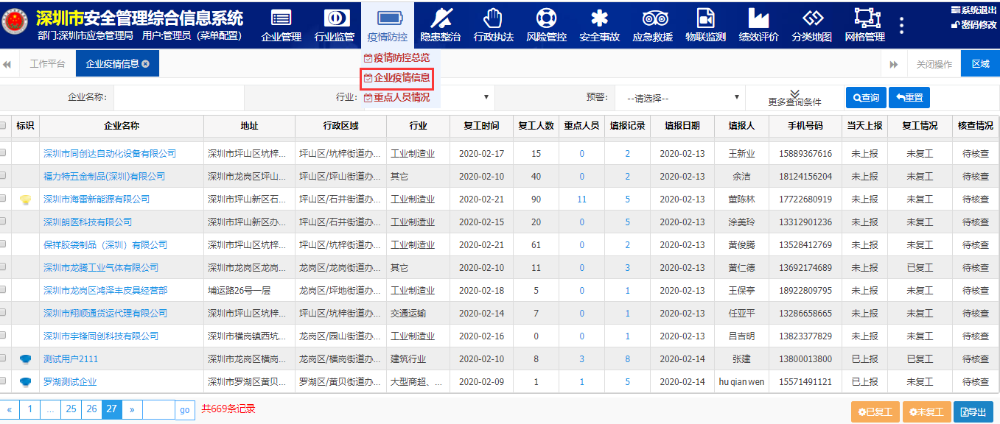 深圳市安全管理综合信息系统
部门:深圳市应急管理局 用户:管理员 (菜单配置)
企业管理 行业监管 疫情防控 隐患整治 行政执法 风险管控 安全事故 应急救援 物联监测 绩效评价 分类地图 网格管理
系统退出
密码修改
疫情防控总览
企业疫情信息
重点人员情况
工作平台 企业疫情信息 关闭操作 区域
企业名称: 行业: 预警: --请选择-- 更多查询条件 查询 重置
标识 企业名称 地址 行政区域 行业 复工时间 复工人数 重点人员 填报记录 填报日期 填报人 手机号码 当天上报 复工情况 核查情况
深圳市同创达自动化设备有限公司 深圳市坪山区坑梓... 坪山区/坑梓街道办... 工业制造业 2020-02-17 15 0 2 2020-02-13 王新业 15889367616 未上报 未复工 待核查
福力特五金制品(深圳)有限公司 深圳市龙岗区坪山... 坪山区/坪山街道办... 其它 2020-02-10 40 0 2 2020-02-13 余洁 18124156204 未上报 未复工 待核查
深圳市海雷新能源有限公司 深圳市坪山新区石... 坪山区/石井街道办... 工业制造业 2020-02-21 90 11 5 2020-02-13 董陈林 17722680919 未上报 未复工 待核查
深圳朗医科技有限公司 深圳市坪山新区办... 坪山区/石井街道办... 工业制造业 2020-02-15 20 0 5 2020-02-13 涂美玲 13312901236 未上报 未复工 待核查
保祥胶袋制品（深圳）有限公司 深圳市坪山区坑梓... 坪山区/坑梓街道办... 工业制造业 2020-02-21 61 0 2 2020-02-13 黄俊腾 13528412769 未上报 未复工 待核查
深圳市龙腾工业气体有限公司 深圳市龙岗区龙岗... 龙岗区/龙岗街道办... 其它 2020-02-10 11 0 3 2020-02-13 黄仁德 13692174689 未上报 已复工 待核查
深圳市龙岗区鸿泽丰皮具经营部 埔运路26号一层 龙岗区/坪地街道办... 工业制造业 2020-02-18 5 0 1 2020-02-13 王保亭 18922809795 未上报 未复工 待核查
深圳市翔顺通货运代理有限公司 深圳市坪山区坑梓... 坪山区/坑梓街道办... 交通运输 2020-02-14 7 0 1 2020-02-13 任亚平 13286658665 未上报 未复工 待核查
深圳市宇锋同创科技有限公司 深圳市横岗镇西坑... 龙岗区/园山街道办... 工业制造业 2020-02-16 0 0 1 2020-02-13 吕吉明 13823377829 未上报 未复工 待核查
测试用户2111 深圳市龙岗区横岗... 龙岗区/横岗街道办... 建筑行业 2020-02-10 8 3 8 2020-02-14 张建 13800013800 已上报 已复工 待核查
罗湖测试企业 深圳市罗湖区黄贝... 罗湖区/黄贝街道办... 大型商超、... 2020-02-09 1 1 5 2020-02-14 hu qian wen 15571491121 已上报 未复工 待核查
« 1 ... 25 26 27 » go 共669条记录 已复工 未复工 导出